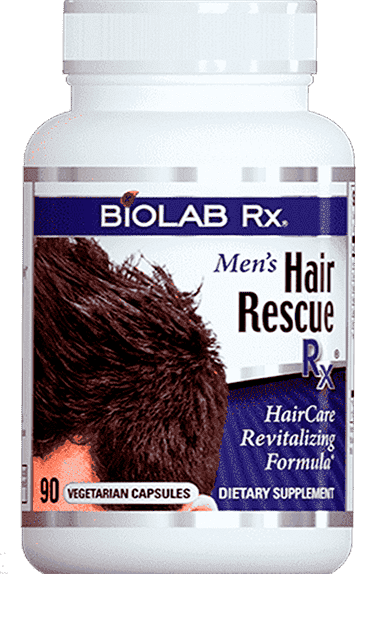 BIOLAB Rx®
Men's Hair
Rescue
Rx®
HairCare
Revitalizing
Formula*
90 VEGETARIAN CAPSULES
DIETARY SUPPLEMENT